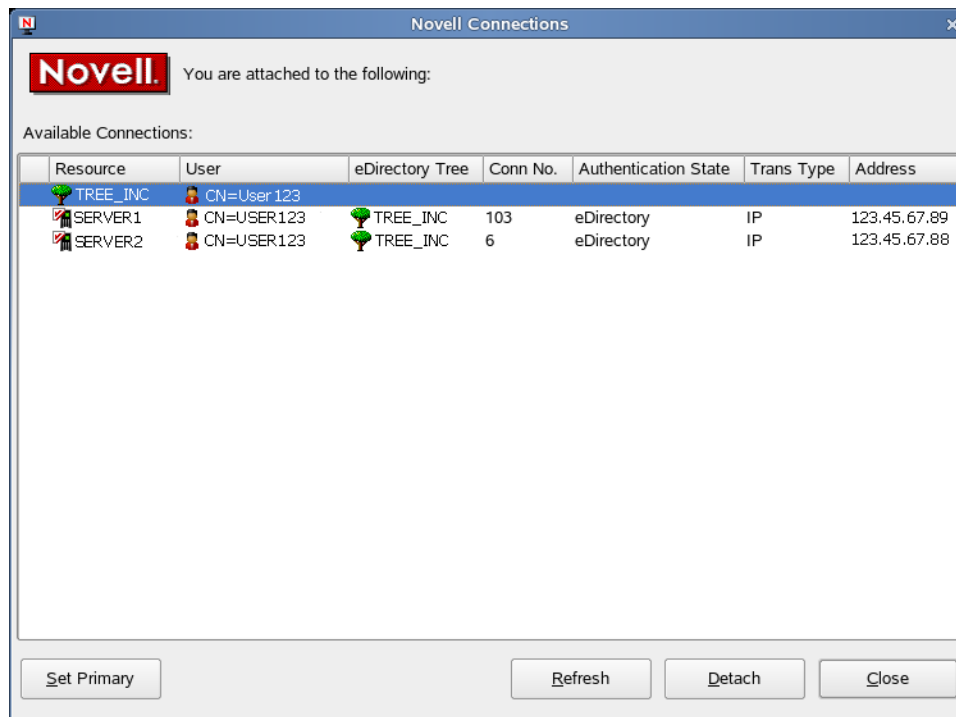 N Novell Connections
Novell. You are attached to the following:
Available Connections:
Resource User eDirectory Tree Conn No. Authentication State Trans Type Address
TREE_INC CN=User123
SERVER1 CN=USER123 TREE_INC 103 eDirectory IP 123.45.67.89
SERVER2 CN=USER123 TREE_INC 6 eDirectory IP 123.45.67.88
Set Primary Refresh Detach Close